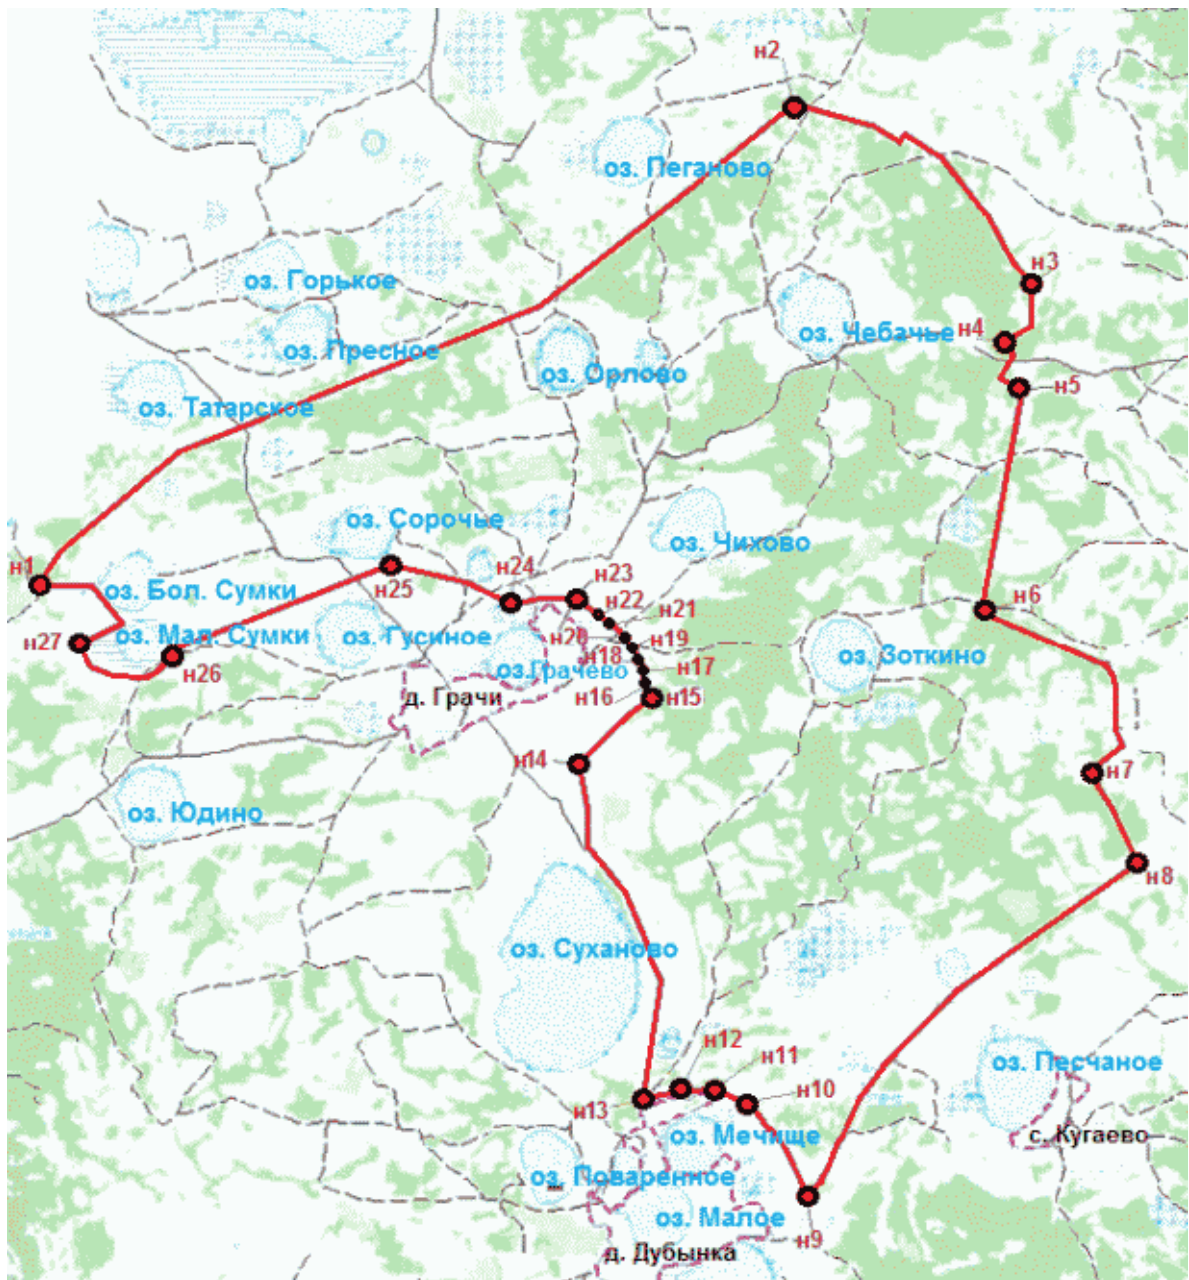 н2
оз. Пеганово
н3
оз. Горькое
н4
оз. Чебачье
оз. Пресное
оз. Орлово
н5
оз. Татарское
оз. Сорочье
оз. Чихово
н1
н25
н24
н23
оз. Бол. Сумки
н22
н21
н6
н27
оз. Мал. Сумки
оз. Гусиное
н20
н19
н26
н18
оз. Зоткино
оз. Грачево
н17
н16
н15
д. Грачи
н14
н7
оз. Юдино
н8
оз. Суханово
н12
н11
оз. Песчаное
н13
н10
оз. Мечище
с. Кугаево
оз. Поваренное
оз. Малое
н9
д. Дубынка